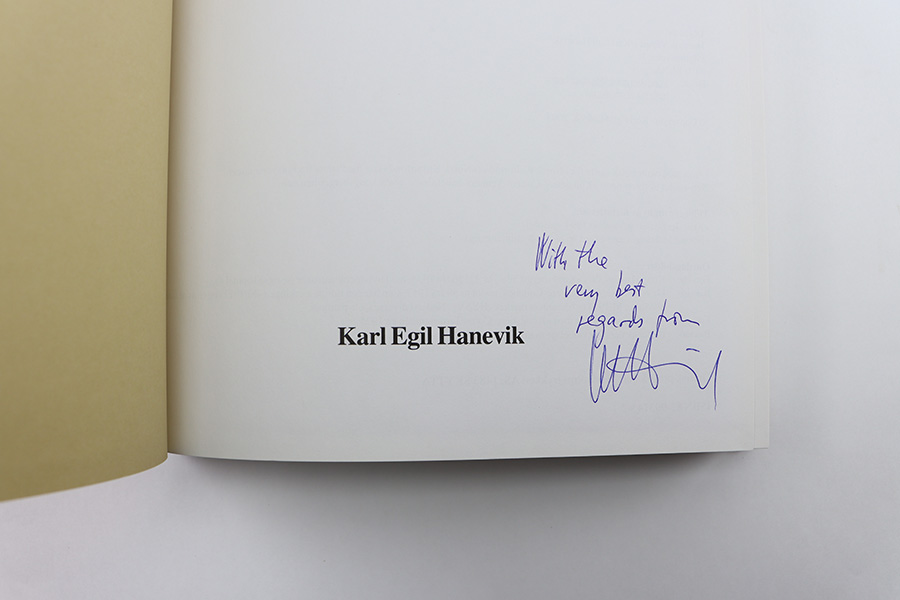 With the
very best
regards from
Karl Egil Hanevik